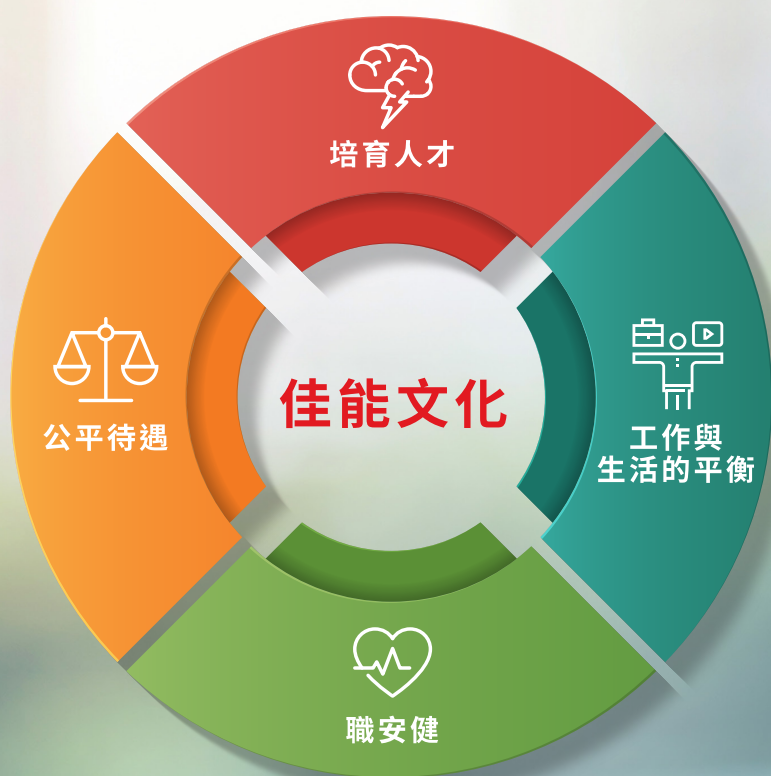 培育人才
佳能文化
公平待遇
工作與
生活的平衡
職安健